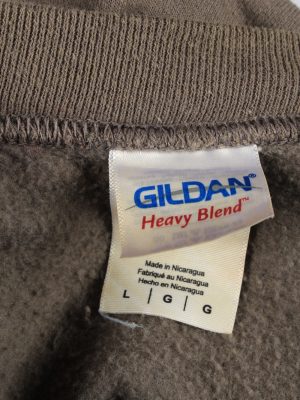 GILDAN®
Heavy Blend™
Made in Nicaragua
Fabriqué au Nicaragua
Hecho en Nicaragua
L | G | G